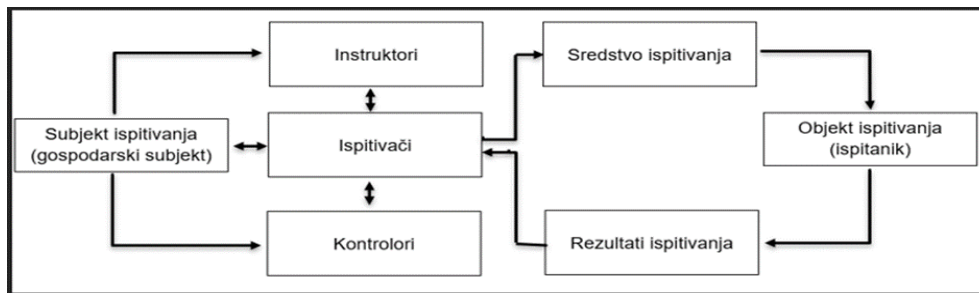 Instruktori
Sredstvo ispitivanja
Subjekt ispitivanja
(gospodarski subjekt)
Ispitivači
Objekt ispitivanja
(ispitanik)
Kontrolori
Rezultati ispitivanja